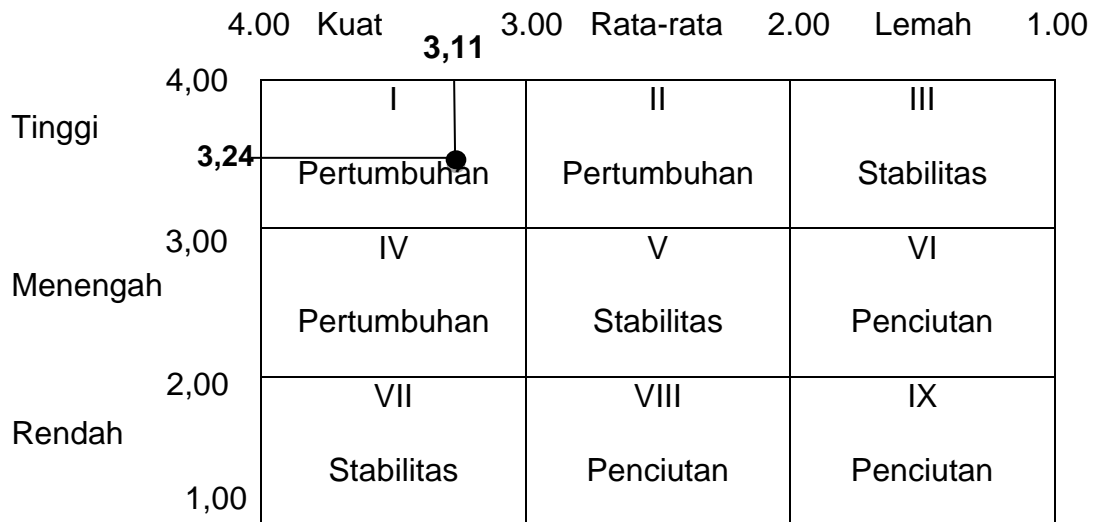 4.00 Kuat 3.00 Rata-rata 2.00 Lemah 1.00
3,11
4,00
I II III
Tinggi
3,24
Pertumbuhan Pertumbuhan Stabilitas
3,00
IV V VI
Menengah
Pertumbuhan Stabilitas Penciutan
2,00
VII VIII IX
Rendah
Stabilitas Penciutan Penciutan
1,00